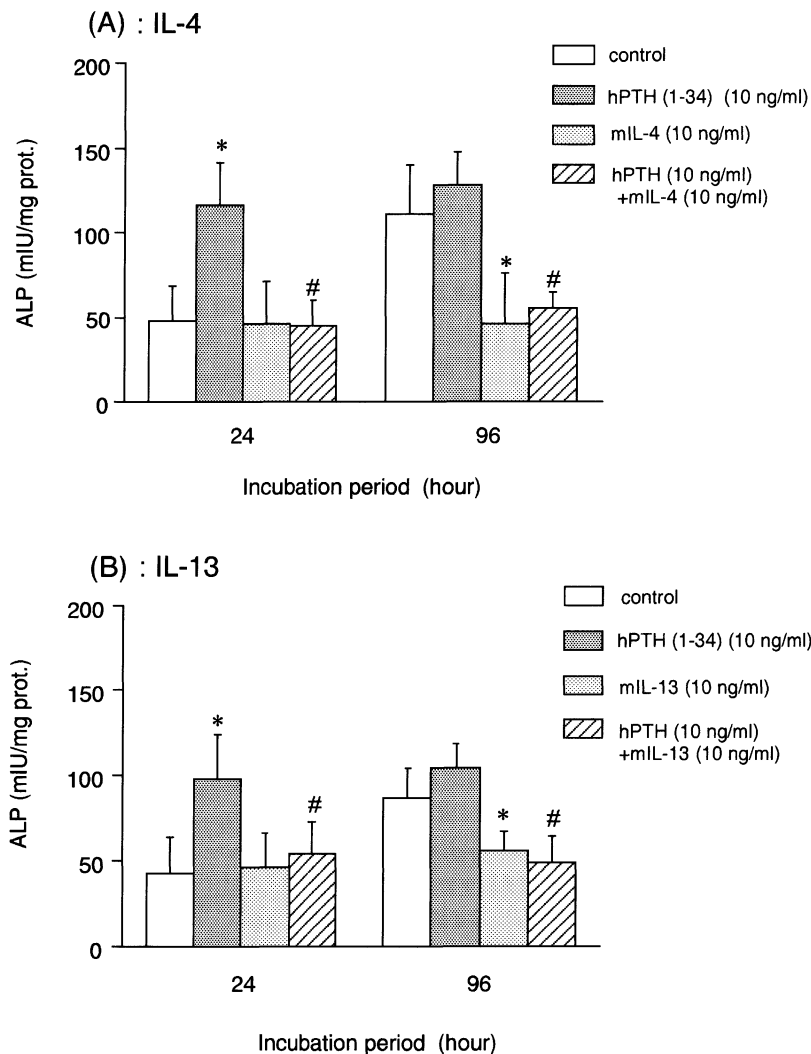 (A) : IL-4
200
150
100
50
0
ALP (mIU/mg prot.)
*
#
*
#
24
96
Incubation period (hour)
control
hPTH (1-34) (10 ng/ml)
mIL-4 (10 ng/ml)
hPTH (10 ng/ml)
+mIL-4 (10 ng/ml)
(B) : IL-13
200
150
100
50
0
ALP (mIU/mg prot.)
*
#
*
#
24
96
Incubation period (hour)
control
hPTH (1-34) (10 ng/ml)
mIL-13 (10 ng/ml)
hPTH (10 ng/ml)
+mIL-13 (10 ng/ml)